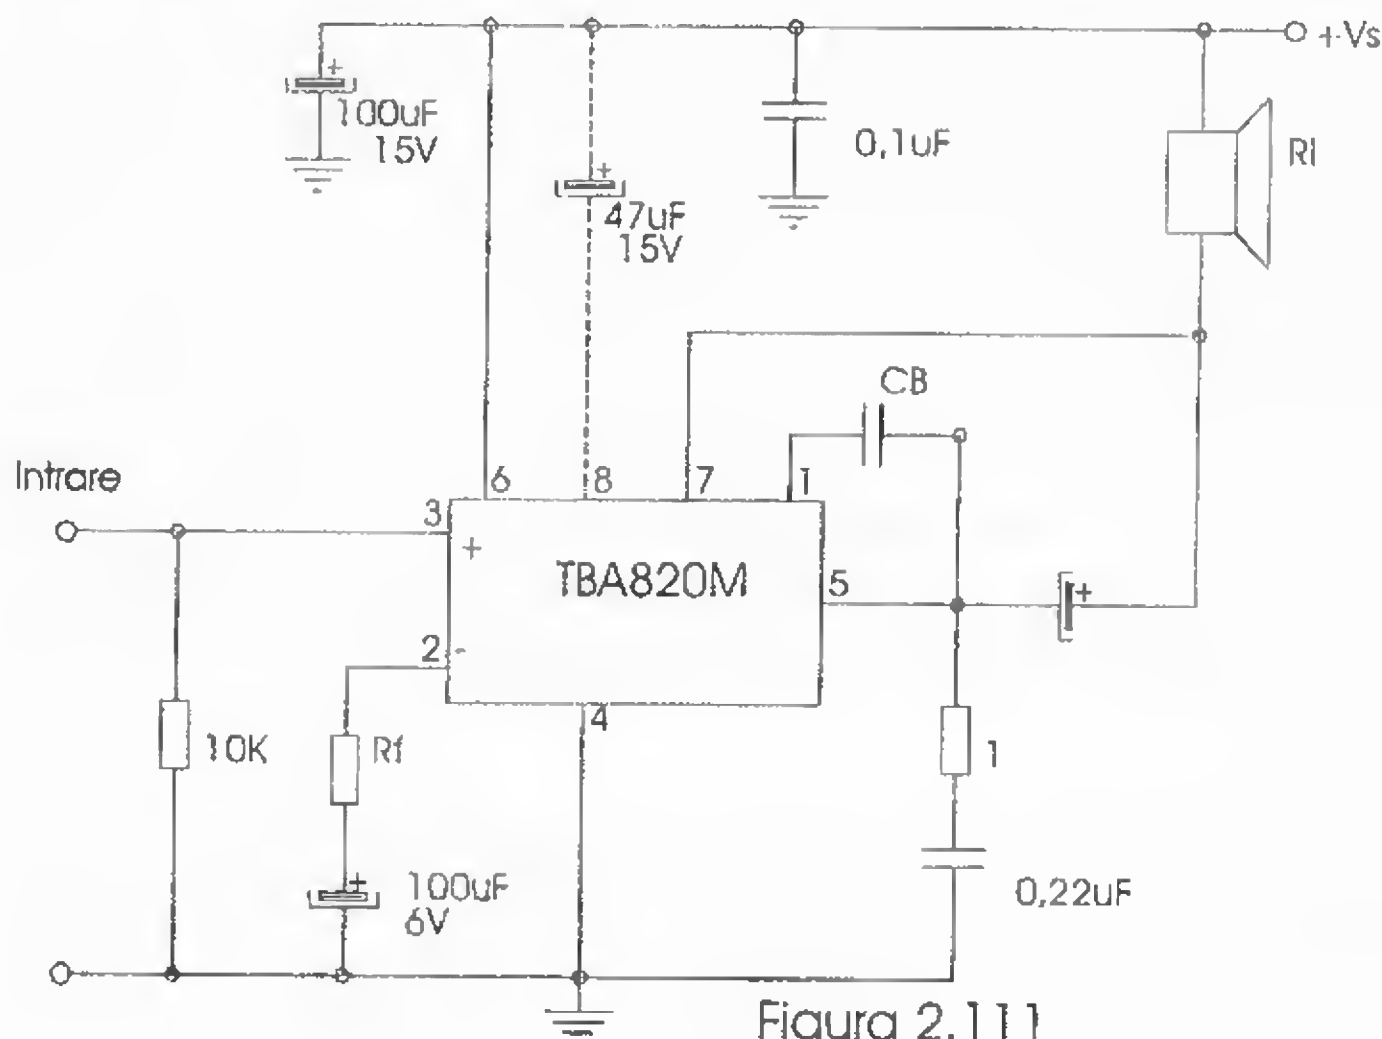 +Vs
+
100uF
15V
+
47uF
15V
0,1uF
Rl
CB
Intrare
6
8
7
1
3
+
TBA820M
5
+
2
-
4
10K
Rf
1
+
100uF
6V
0,22uF
Figura 2.111